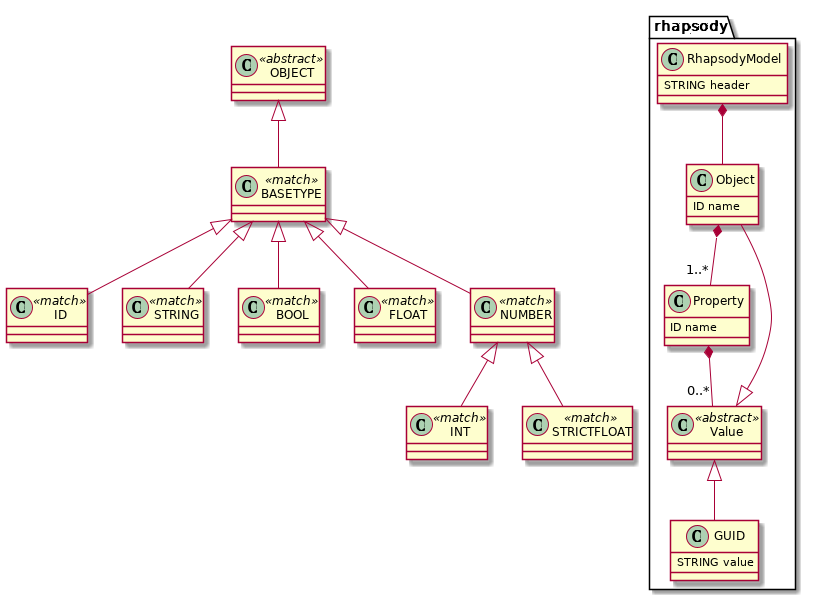 rhapsody
«abstract»
OBJECT
C
RhapsodyModel
C
STRING header
«match»
BASETYPE
C
Object
C
ID name
1..*
«match»
ID
C
«match»
STRING
C
«match»
BOOL
C
«match»
FLOAT
C
«match»
NUMBER
C
Property
C
ID name
0..*
«match»
INT
C
«match»
STRICTFLOAT
C
«abstract»
Value
C
GUID
C
STRING value